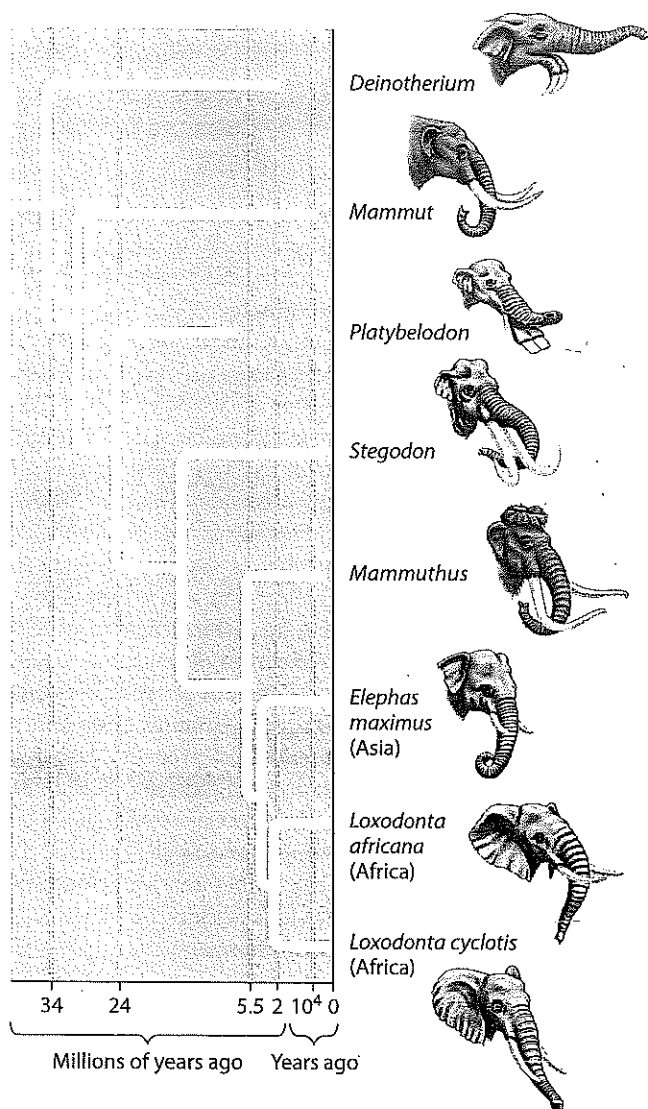 Deinotherium
Mammut
Platybelodon
Stegodon
Mammuthus
Elephas
maximus
(Asia)
Loxodonta
africana
(Africa)
Loxodonta cyclotis
(Africa)
34 24 5.5 2 10⁴ 0
Millions of years ago Years ago